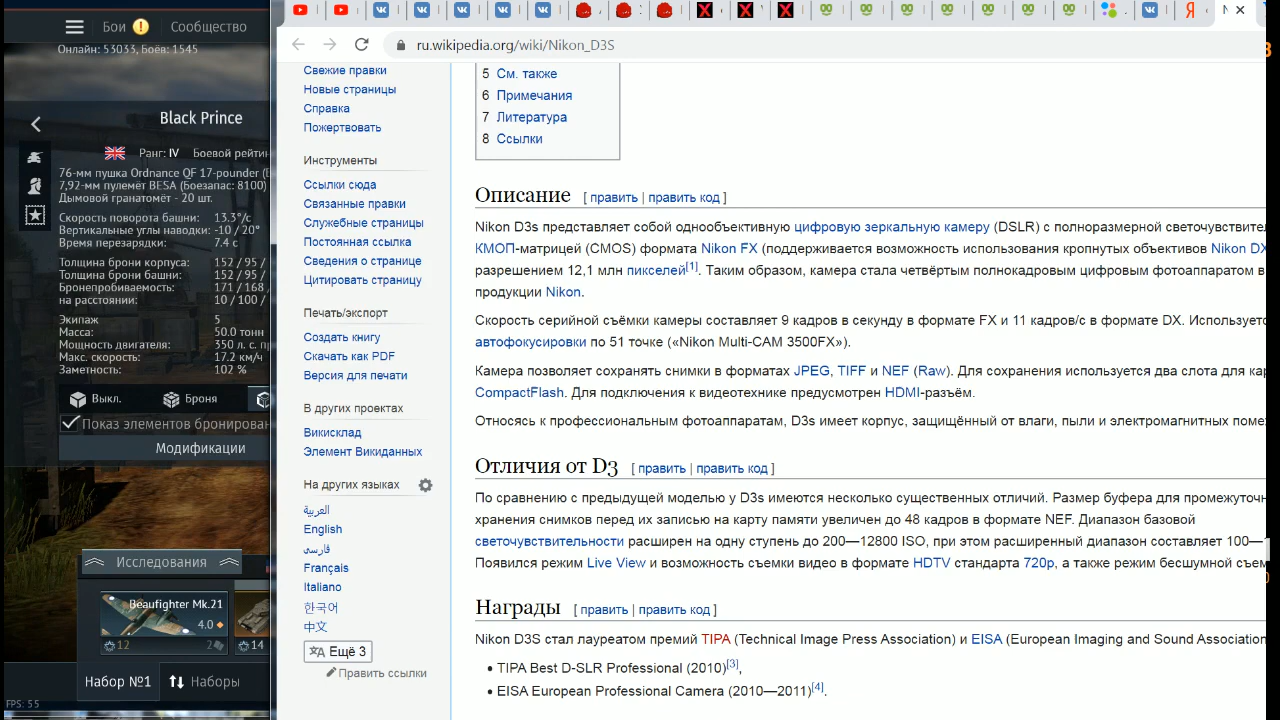 Бои
Сообщество
Онлайн: 53033, Боёв: 1545
Black Prince
Ранг: IV Боевой рейтин
76-мм пушка Ordnance QF 17-pounder (
7,92-мм пулемёт BESA (Боезапас: 8100)
Дымовой гранатомёт - 20 шт.
Скорость поворота башни: 13.3°/с
Вертикальные углы наводки: -10 / 20°
Время перезарядки: 7.4 с
Толщина брони корпуса: 152 / 95 /
Толщина брони башни: 152 / 95 /
Бронепробиваемость: 171 / 168 /
на расстоянии: 10 / 100 /
Экипаж 5
Масса: 50.0 тонн
Мощность двигателя: 350 л. с. п
Макс. скорость: 17.2 км/ч
Заметность: 102 %
Выкл.
Броня
Показ элементов бронирован
Модификации
Исследования
Beaufighter Mk.21
4.0
12
2
14
Набор №1
Наборы
FPS: 55
ru.wikipedia.org/wiki/Nikon_D3S
Свежие правки
Новые страницы
Справка
Пожертвовать
Инструменты
Ссылки сюда
Связанные правки
Служебные страницы
Постоянная ссылка
Сведения о странице
Цитировать страницу
Печать/экспорт
Создать книгу
Скачать как PDF
Версия для печати
В других проектах
Викисклад
Элемент Викиданных
На других языках
العربية
English
فارسی
Français
Italiano
한국어
中文
Ещё 3
Править ссылки
5 См. также
6 Примечания
7 Литература
8 Ссылки
Описание [ править | править код ]
Nikon D3s представляет собой однообъективную цифровую зеркальную камеру (DSLR) с полноразмерной светочувствител
КМОП-матрицей (CMOS) формата Nikon FX (поддерживается возможность использования кропнутых объективов Nikon DX
разрешением 12,1 млн пикселей[1]. Таким образом, камера стала четвёртым полнокадровым цифровым фотоаппаратом в
продукции Nikon.
Скорость серийной съёмки камеры составляет 9 кадров в секунду в формате FX и 11 кадров/с в формате DX. Используетс
автофокусировки по 51 точке («Nikon Multi-CAM 3500FX»).
Камера позволяет сохранять снимки в форматах JPEG, TIFF и NEF (Raw). Для сохранения используется два слота для кар
CompactFlash. Для подключения к видеотехнике предусмотрен HDMI-разъём.
Относясь к профессиональным фотоаппаратам, D3s имеет корпус, защищённый от влаги, пыли и электромагнитных поме
Отличия от D3 [ править | править код ]
По сравнению с предыдущей моделью у D3s имеются несколько существенных отличий. Размер буфера для промежуточн
хранения снимков перед их записью на карту памяти увеличен до 48 кадров в формате NEF. Диапазон базовой
светочувствительности расширен на одну ступень до 200—12800 ISO, при этом расширенный диапазон составляет 100—1
Появился режим Live View и возможность съемки видео в формате HDTV стандарта 720p, а также режим бесшумной съем
Награды [ править | править код ]
Nikon D3S стал лауреатом премий TIPA (Technical Image Press Association) и EISA (European Imaging and Sound Association
• TIPA Best D-SLR Professional (2010)[3],
• EISA European Professional Camera (2010—2011)[4].